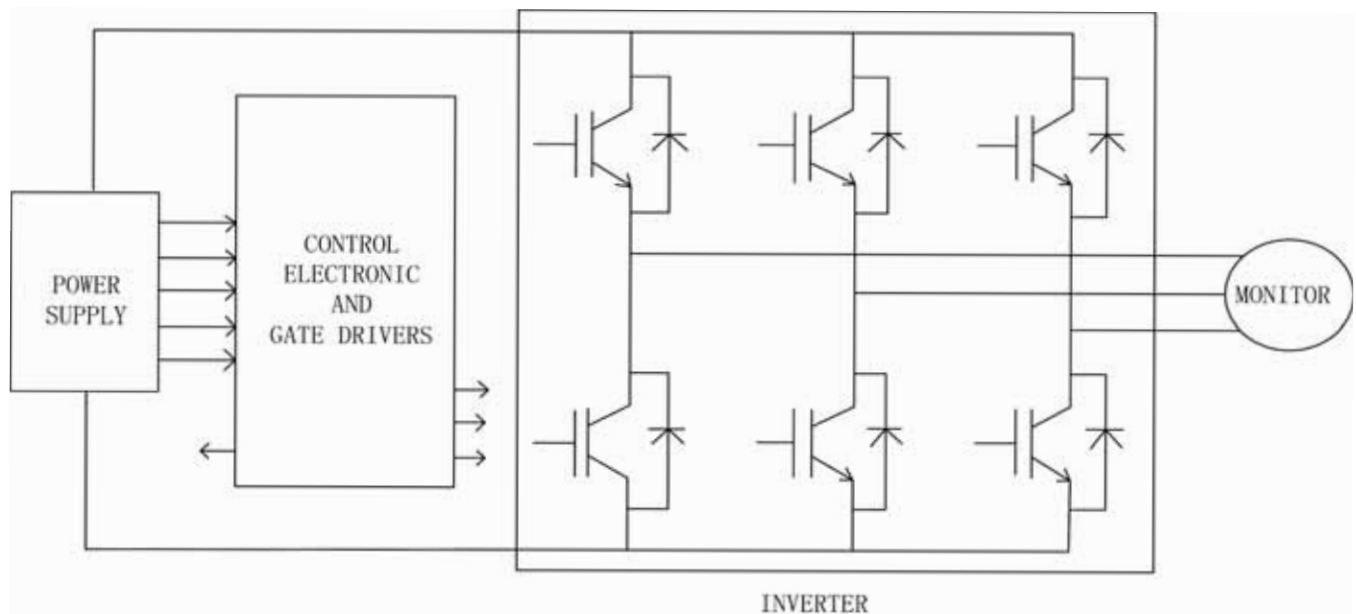 POWER
SUPPLY
CONTROL
ELECTRONIC
AND
GATE DRIVERS
MONITOR
INVERTER